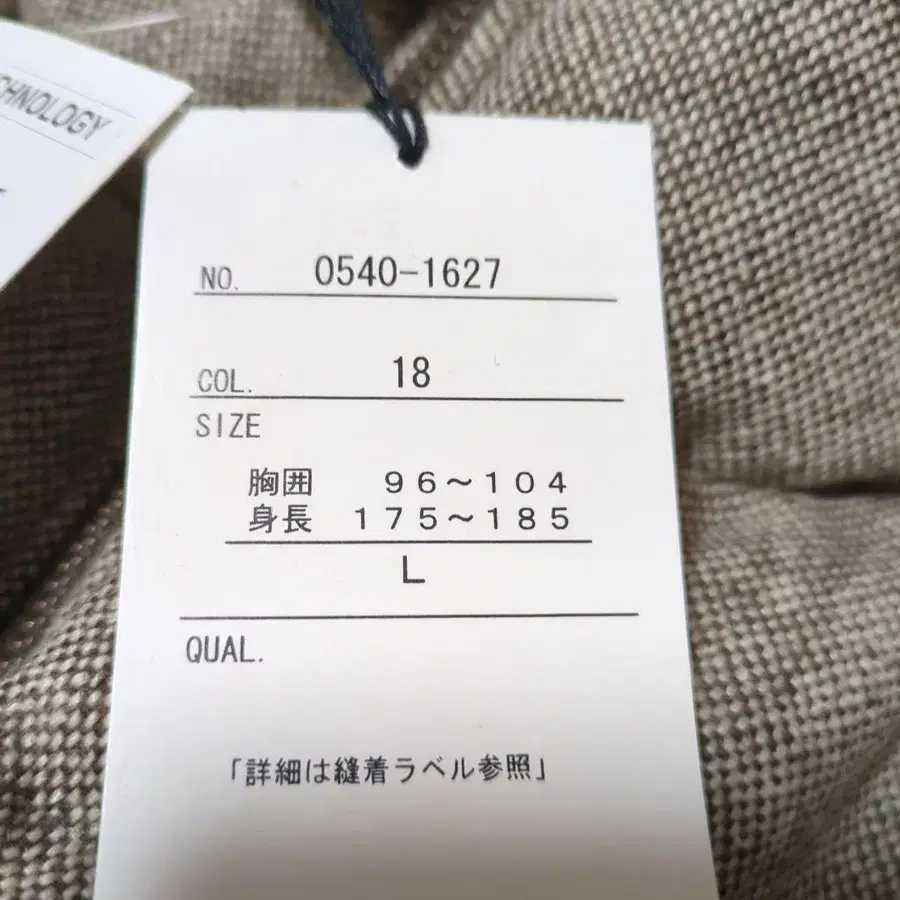 CHNOLOGY
NO. 0540-1627
COL. 18
SIZE
胸囲 96～104
身長 175～185
L
QUAL.
「詳細は縫着ラベル参照」